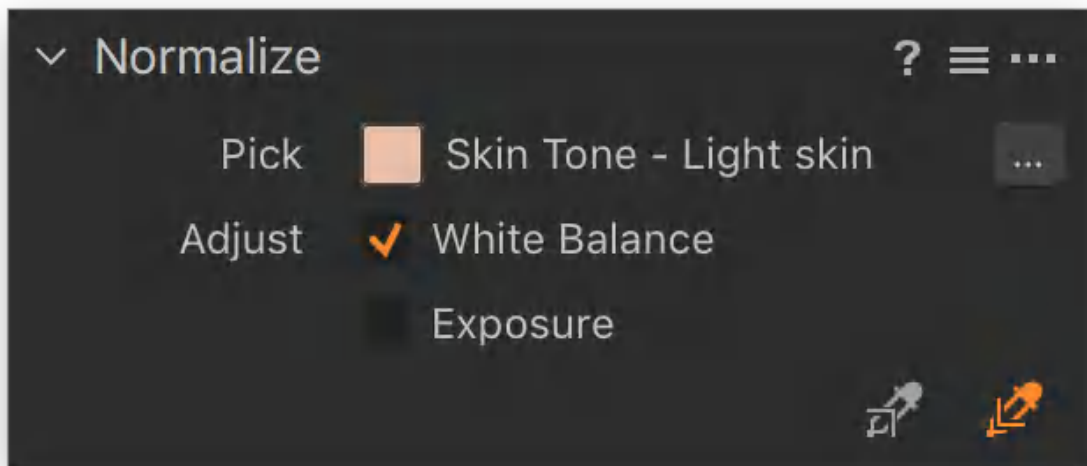 Normalize ?
Pick Skin Tone - Light skin ...
Adjust White Balance
Exposure